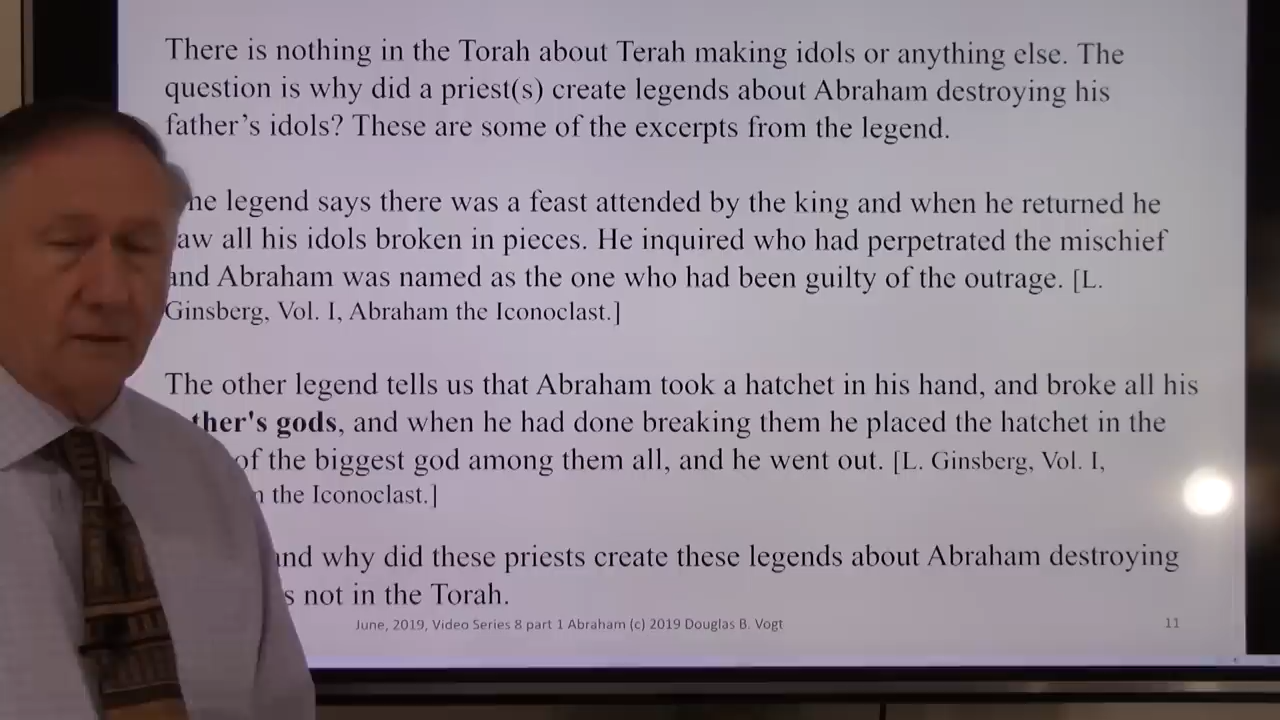 There is nothing in the Torah about Terah making idols or anything else. The
question is why did a priest(s) create legends about Abraham destroying his
father's idols? These are some of the excerpts from the legend.
he legend says there was a feast attended by the king and when he returned he
aw all his idols broken in pieces. He inquired who had perpetrated the mischief
and Abraham was named as the one who had been guilty of the outrage. [L.
Ginsberg, Vol. I, Abraham the Iconoclast.]
The other legend tells us that Abraham took a hatchet in his hand, and broke all his
ther's gods, and when he had done breaking them he placed the hatchet in the
of the biggest god among them all, and he went out. [L. Ginsberg, Vol. I,
the Iconoclast.]
and why did these priests create these legends about Abraham destroying
s not in the Torah.
June, 2019, Video Series 8 part 1 Abraham (c) 2019 Douglas B. Vogt 11